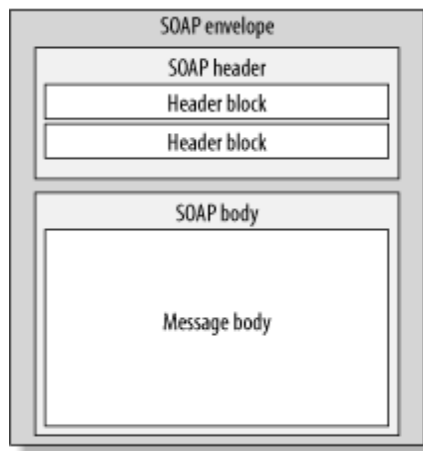 SOAP envelope
SOAP header
Header block
Header block
SOAP body
Message body